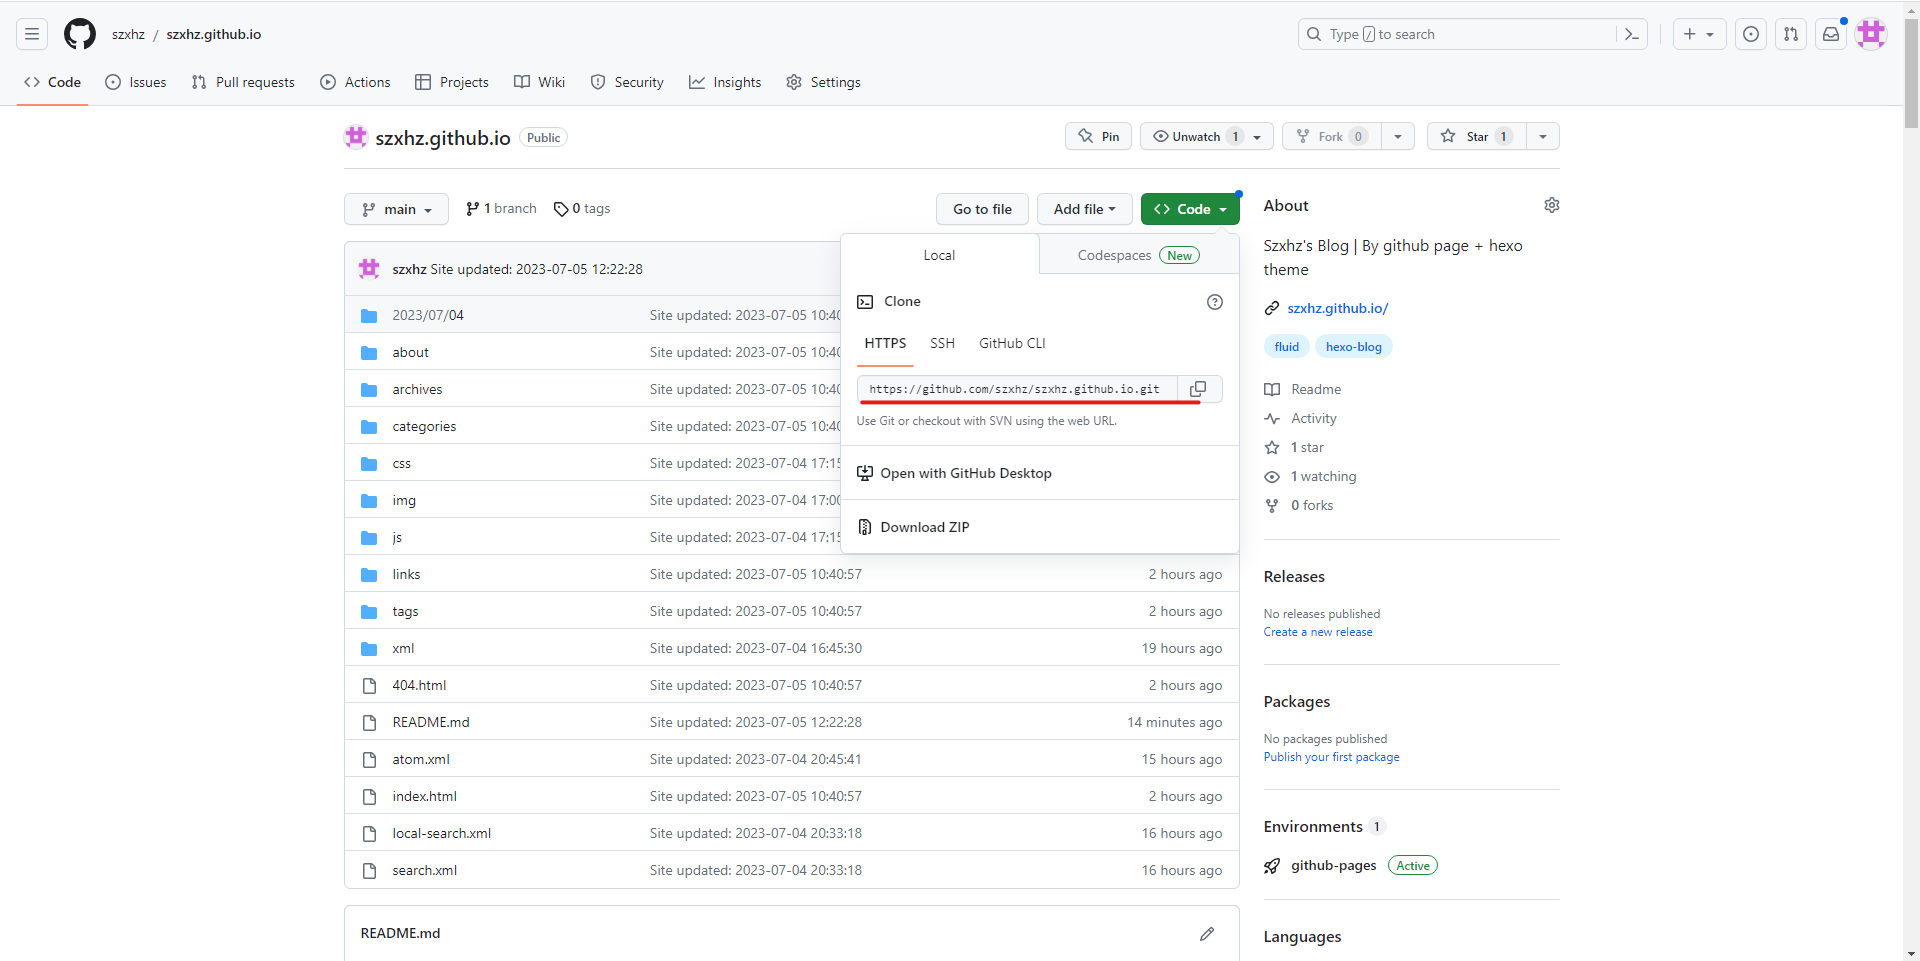 szxhz / szxhz.github.io
Type / to search
Code Issues Pull requests Actions Projects Wiki Security Insights Settings
szxhz.github.io Public
Pin Unwatch 1 Fork 0 Star 1
main 1 branch 0 tags Go to file Add file Code
szxhz Site updated: 2023-07-05 12:22:28
2023/07/04 Site updated: 2023-07-05 10:40
about Site updated: 2023-07-05 10:40
archives Site updated: 2023-07-05 10:40
categories Site updated: 2023-07-05 10:40
css Site updated: 2023-07-04 17:15
img Site updated: 2023-07-04 17:00
js Site updated: 2023-07-04 17:15
links Site updated: 2023-07-05 10:40:57 2 hours ago
tags Site updated: 2023-07-05 10:40:57 2 hours ago
xml Site updated: 2023-07-04 16:45:30 19 hours ago
404.html Site updated: 2023-07-05 10:40:57 2 hours ago
README.md Site updated: 2023-07-05 12:22:28 14 minutes ago
atom.xml Site updated: 2023-07-04 20:45:41 15 hours ago
index.html Site updated: 2023-07-05 10:40:57 2 hours ago
local-search.xml Site updated: 2023-07-04 20:33:18 16 hours ago
search.xml Site updated: 2023-07-04 20:33:18 16 hours ago
README.md
Local Codespaces New
Clone
HTTPS SSH GitHub CLI
https://github.com/szxhz/szxhz.github.io.git
Use Git or checkout with SVN using the web URL.
Open with GitHub Desktop
Download ZIP
About
Szxhz's Blog | By github page + hexo
theme
szxhz.github.io/
fluid hexo-blog
Readme
Activity
1 star
1 watching
0 forks
Releases
No releases published
Create a new release
Packages
No packages published
Publish your first package
Environments 1
github-pages Active
Languages